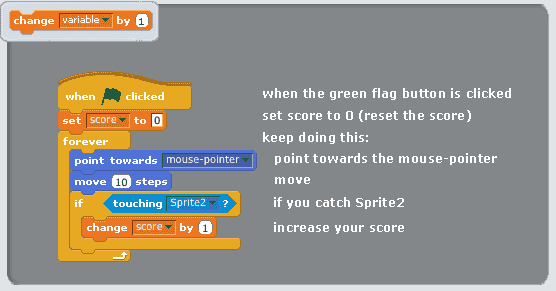 change variable by 1
when clicked
when the green flag button is clicked
set score to 0
set score to 0 (reset the score)
forever
keep doing this:
point towards mouse-pointer
point towards the mouse-pointer
move 10 steps
move
if touching Sprite2 ?
if you catch Sprite2
change score by 1
increase your score